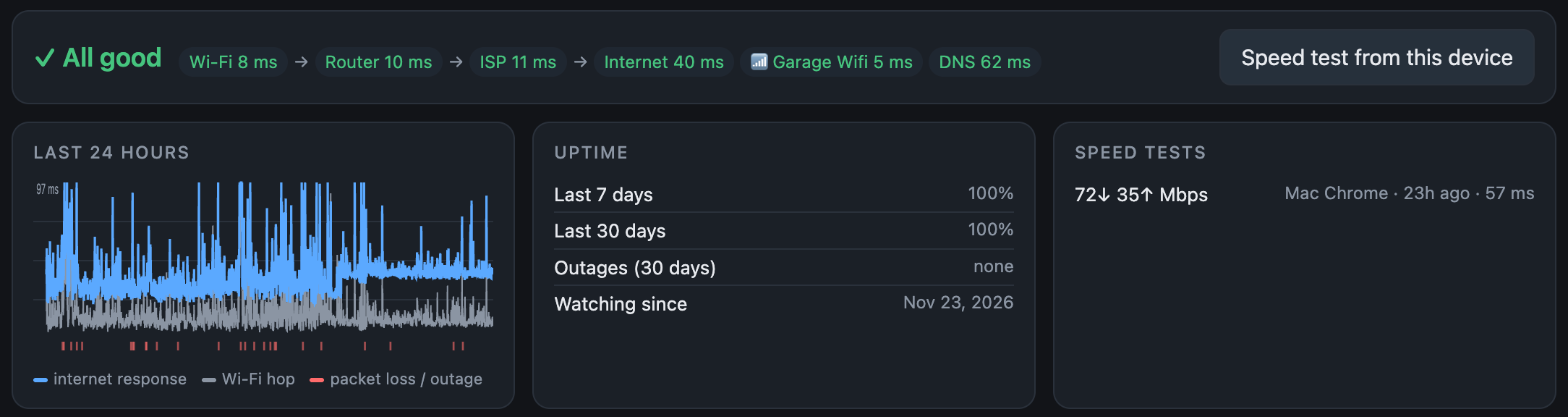 ✓ All good Wi-Fi 8 ms → Router 10 ms → ISP 11 ms → Internet 40 ms 📶 Garage Wifi 5 ms DNS 62 ms Speed test from this device
LAST 24 HOURS
97 ms
internet response Wi-Fi hop packet loss / outage
UPTIME
Last 7 days 100%
Last 30 days 100%
Outages (30 days) none
Watching since Nov 23, 2026
SPEED TESTS
72↓ 35↑ Mbps Mac Chrome · 23h ago · 57 ms